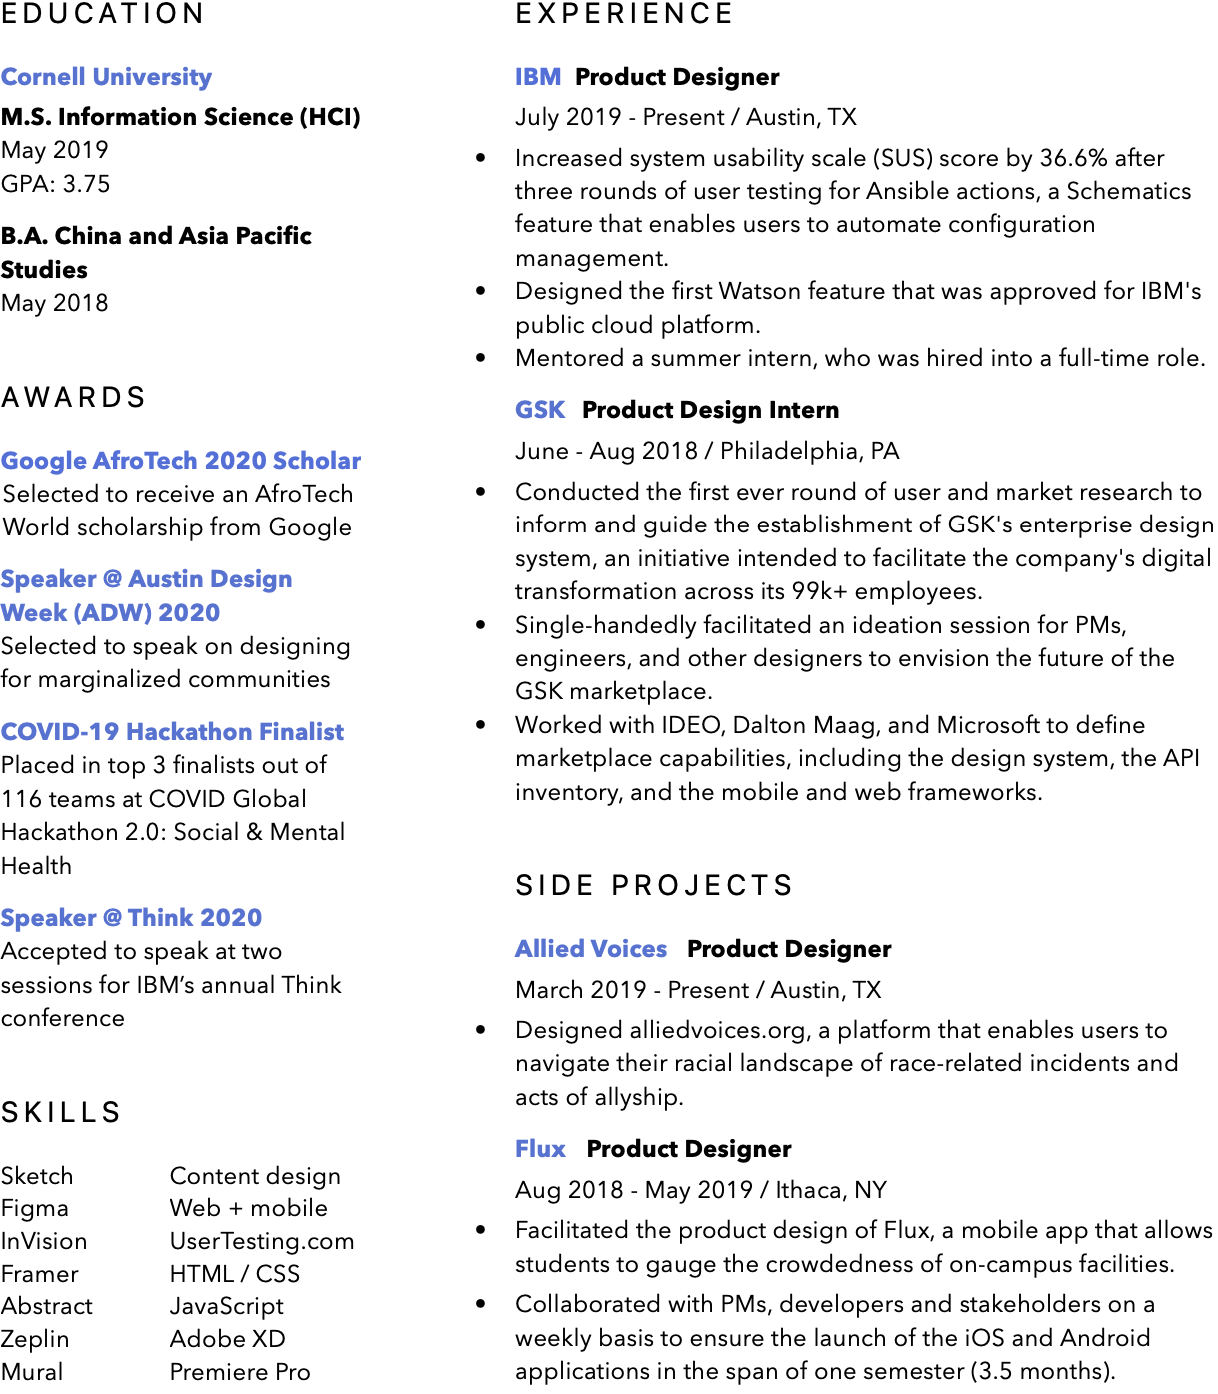 EDUCATION
Cornell University
M.S. Information Science (HCI)
May 2019
GPA: 3.75
B.A. China and Asia Pacific
Studies
May 2018
AWARDS
Google AfroTech 2020 Scholar
Selected to receive an AfroTech
World scholarship from Google
Speaker @ Austin Design
Week (ADW) 2020
Selected to speak on designing
for marginalized communities
COVID-19 Hackathon Finalist
Placed in top 3 finalists out of
116 teams at COVID Global
Hackathon 2.0: Social & Mental
Health
Speaker @ Think 2020
Accepted to speak at two
sessions for IBM’s annual Think
conference
SKILLS
Sketch Content design
Figma Web + mobile
InVision UserTesting.com
Framer HTML / CSS
Abstract JavaScript
Zeplin Adobe XD
Mural Premiere Pro
EXPERIENCE
IBM Product Designer
July 2019 - Present / Austin, TX
• Increased system usability scale (SUS) score by 36.6% after
three rounds of user testing for Ansible actions, a Schematics
feature that enables users to automate configuration
management.
• Designed the first Watson feature that was approved for IBM's
public cloud platform.
• Mentored a summer intern, who was hired into a full-time role.
GSK Product Design Intern
June - Aug 2018 / Philadelphia, PA
• Conducted the first ever round of user and market research to
inform and guide the establishment of GSK's enterprise design
system, an initiative intended to facilitate the company's digital
transformation across its 99k+ employees.
• Single-handedly facilitated an ideation session for PMs,
engineers, and other designers to envision the future of the
GSK marketplace.
• Worked with IDEO, Dalton Maag, and Microsoft to define
marketplace capabilities, including the design system, the API
inventory, and the mobile and web frameworks.
SIDE PROJECTS
Allied Voices Product Designer
March 2019 - Present / Austin, TX
• Designed alliedvoices.org, a platform that enables users to
navigate their racial landscape of race-related incidents and
acts of allyship.
Flux Product Designer
Aug 2018 - May 2019 / Ithaca, NY
• Facilitated the product design of Flux, a mobile app that allows
students to gauge the crowdedness of on-campus facilities.
• Collaborated with PMs, developers and stakeholders on a
weekly basis to ensure the launch of the iOS and Android
applications in the span of one semester (3.5 months).